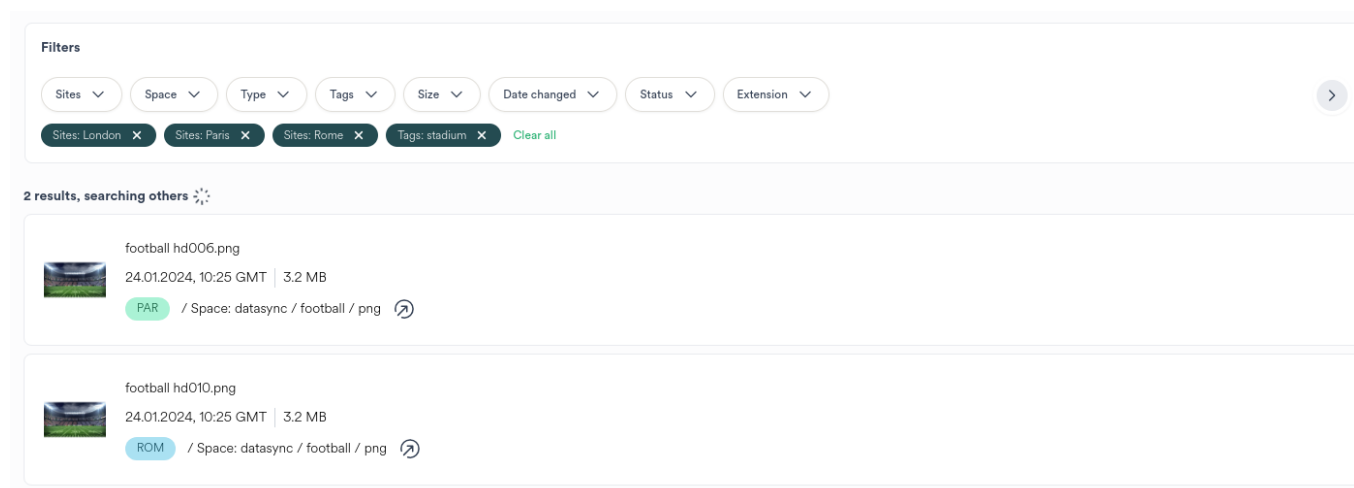 Filters
Sites Space Type Tags Size Date changed Status Extension
Sites: London Sites: Paris Sites: Rome Tags: stadium Clear all
2 results, searching others
football hd006.png
24.01.2024, 10:25 GMT 3.2 MB
PAR / Space: datasync / football / png
football hd010.png
24.01.2024, 10:25 GMT 3.2 MB
ROM / Space: datasync / football / png